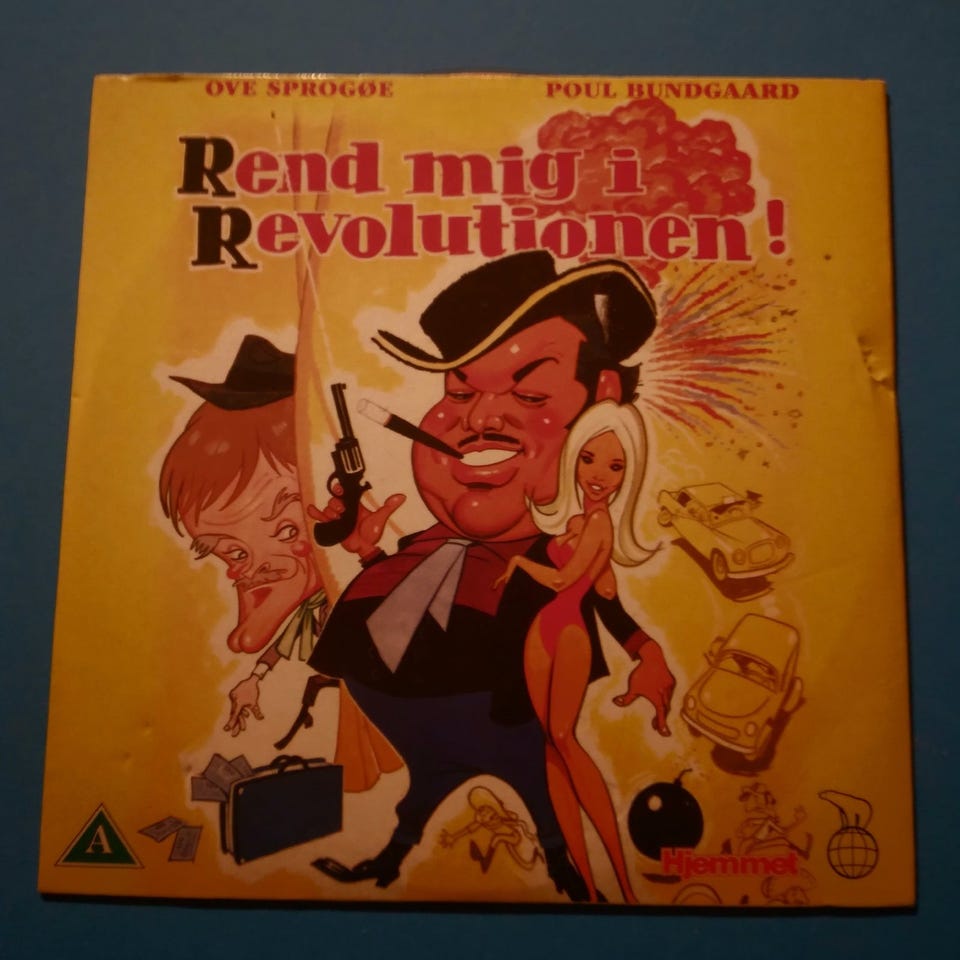 OVE SPROGØE POUL BUNDGAARD
Rend mig i
Revolutionen!
A
Hjemmet